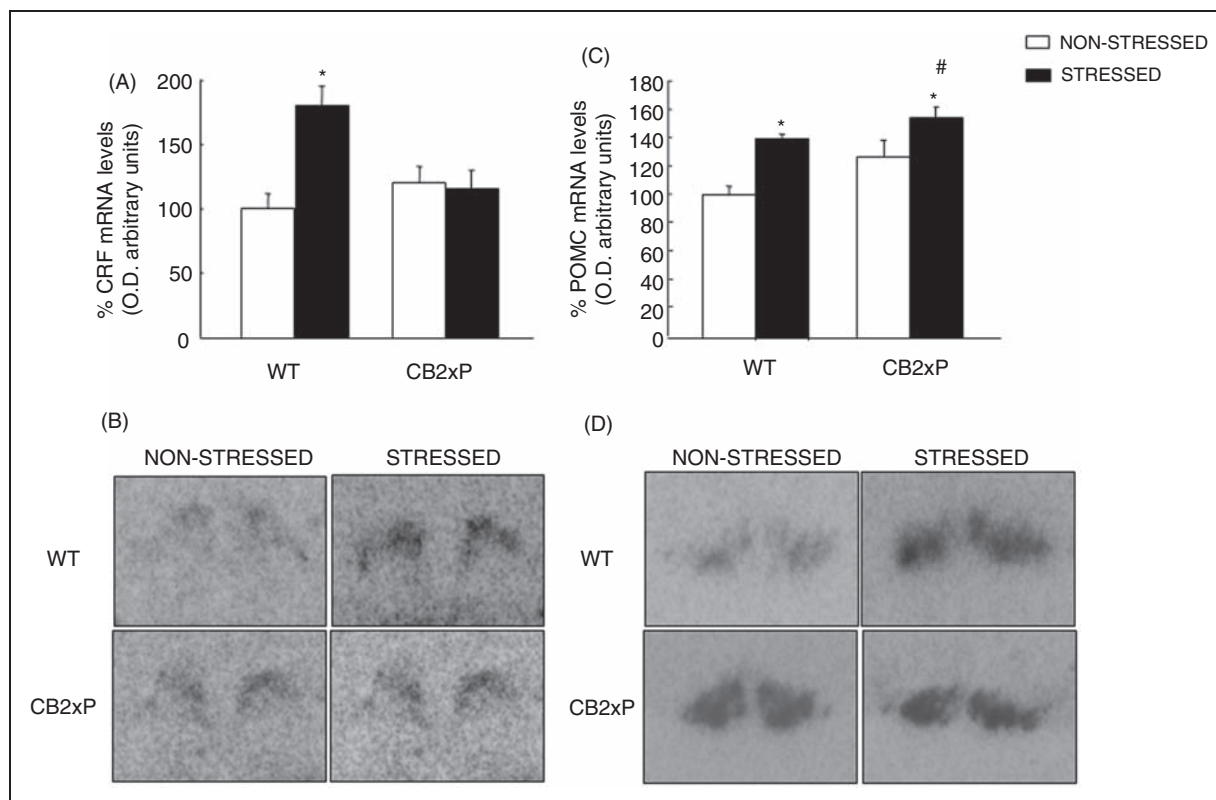 NON-STRESSED
STRESSED
(A)
200
150
100
50
0
% CRF mRNA levels
(O.D. arbitrary units)
*
WT
CB2xP
(C)
180
160
140
120
100
80
60
40
120
0
% POMC mRNA levels
(O.D. arbitrary units)
*
#
*
WT
CB2xP
(B)
NON-STRESSED
STRESSED
WT
CB2xP
(D)
NON-STRESSED
STRESSED
WT
CB2xP